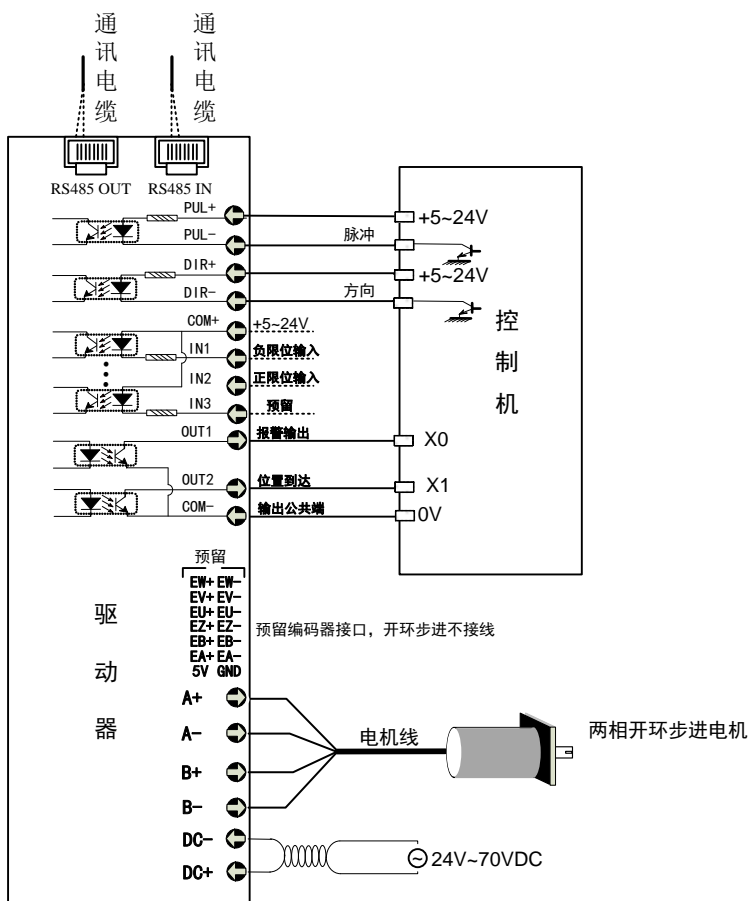 通讯电缆
通讯电缆
RS485 OUT
RS485 IN
PUL+
+5~24V
PUL-
脉冲
DIR+
+5~24V
DIR-
方向
COM+
+5~24V
IN1
负限位输入
IN2
正限位输入
IN3
预留
OUT1
报警输出
X0
OUT2
位置到达
X1
COM-
输出公共端
0V
控制机
预留
EW+ EW-
EV+ EV-
EU+ EU-
EZ+ EZ-
EB+ EB-
EA+ EA-
5V GND
预留编码器接口，开环步进不接线
驱动器
A+
A-
B+
B-
电机线
两相开环步进电机
DC-
DC+
24V~70VDC